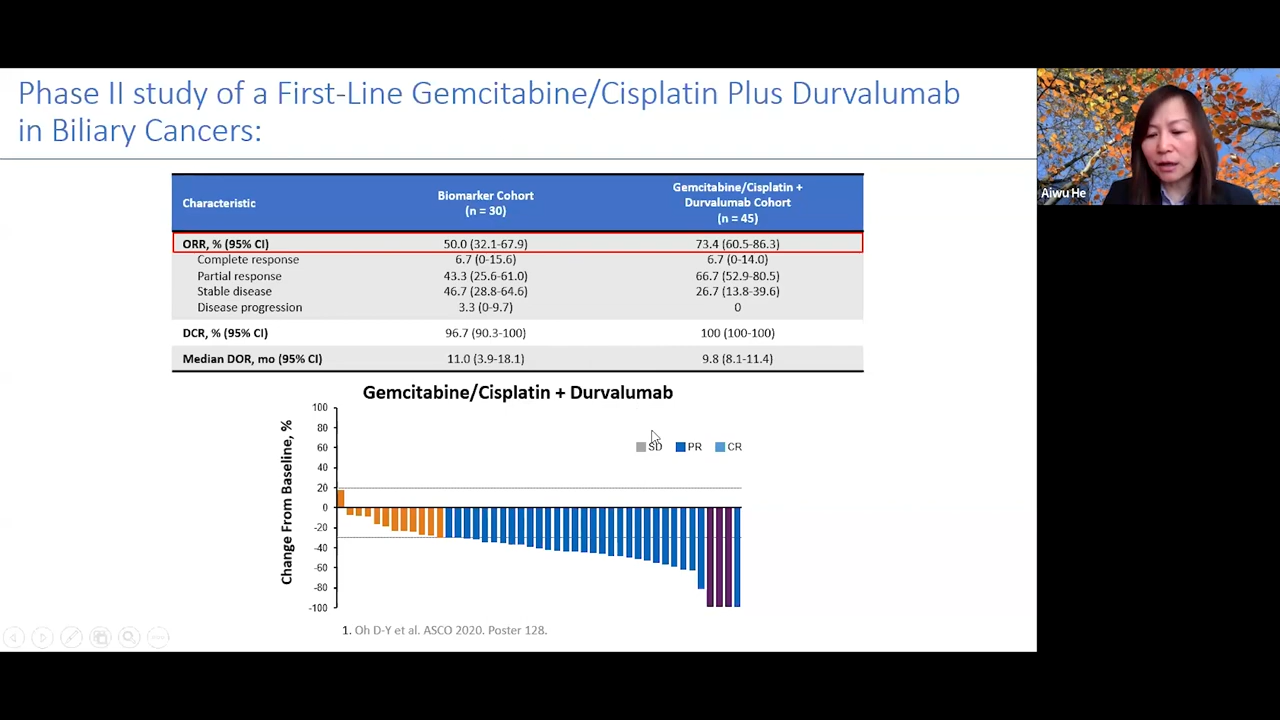 Phase II study of a First-Line Gemcitabine/Cisplatin Plus Durvalumab
in Biliary Cancers:
Aiwu He
Characteristic Biomarker Cohort (n = 30) Gemcitabine/Cisplatin + Durvalumab Cohort (n = 45)
ORR, % (95% CI) 50.0 (32.1-67.9) 73.4 (60.5-86.3)
Complete response 6.7 (0-15.6) 6.7 (0-14.0)
Partial response 43.3 (25.6-61.0) 66.7 (52.9-80.5)
Stable disease 46.7 (28.8-64.6) 26.7 (13.8-39.6)
Disease progression 3.3 (0-9.7) 0
DCR, % (95% CI) 96.7 (90.3-100) 100 (100-100)
Median DOR, mo (95% CI) 11.0 (3.9-18.1) 9.8 (8.1-11.4)
Gemcitabine/Cisplatin + Durvalumab
Change From Baseline, %
100
80
60
40
20
0
-20
-40
-60
-80
-100
SD PR CR
1. Oh D-Y et al. ASCO 2020. Poster 128.